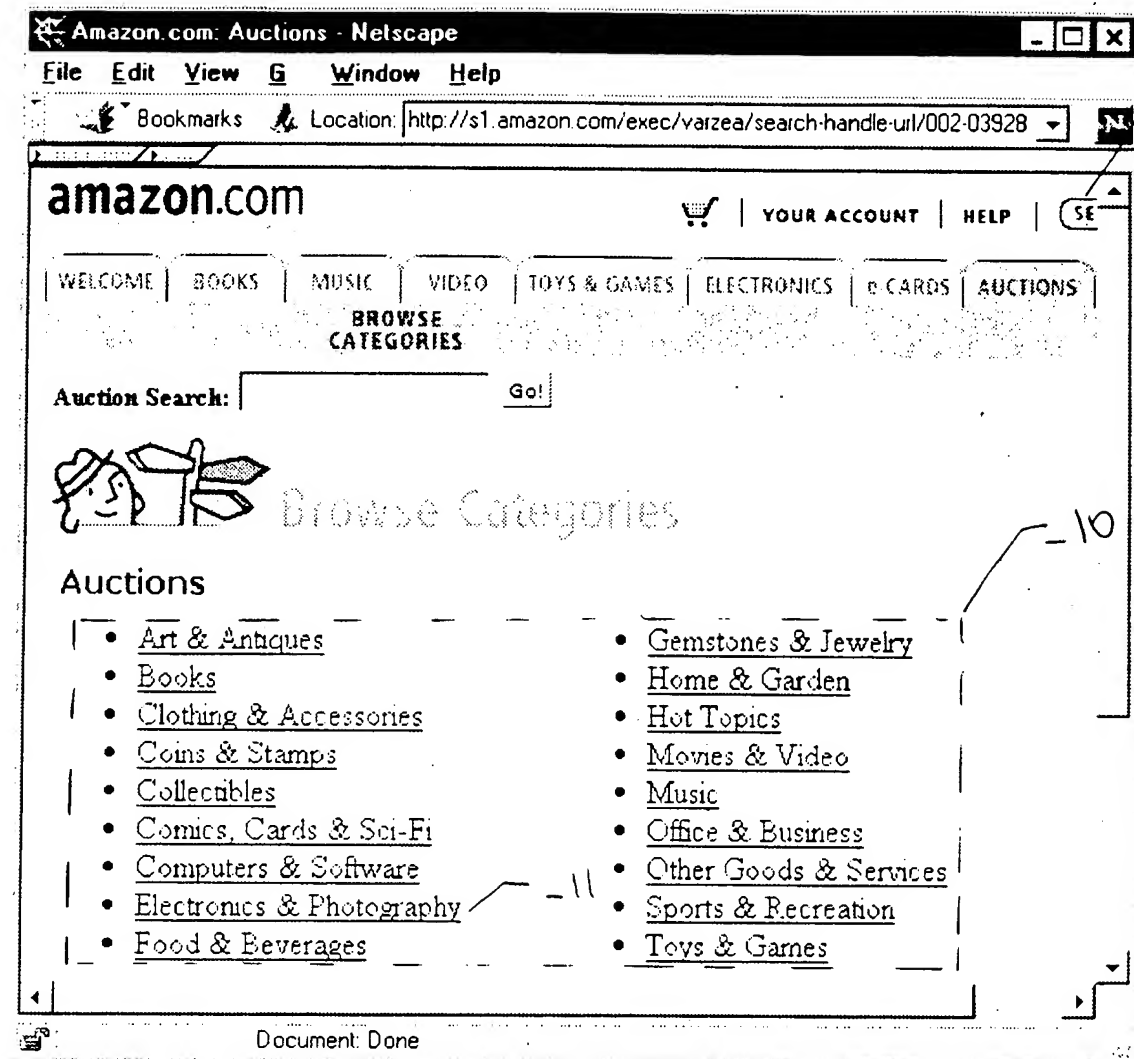 Amazon.com: Auctions - Netscape
File Edit View G Window Help
Bookmarks Location: http://s1.amazon.com/exec/varzea/search-handle-url/002-03928 N
amazon.com
YOUR ACCOUNT | HELP | SE
WELCOME BOOKS MUSIC VIDEO TOYS & GAMES ELECTRONICS e-CARDS AUCTIONS
BROWSE
CATEGORIES
Auction Search: Go!
Browse Categories
10
Auctions
• Art & Antiques
• Books
• Clothing & Accessories
• Coins & Stamps
• Collectibles
• Comics, Cards & Sci-Fi
• Computers & Software
• Electronics & Photography
11
• Food & Beverages
• Gemstones & Jewelry
• Home & Garden
• Hot Topics
• Movies & Video
• Music
• Office & Business
• Other Goods & Services
• Sports & Recreation
• Toys & Games
Document: Done